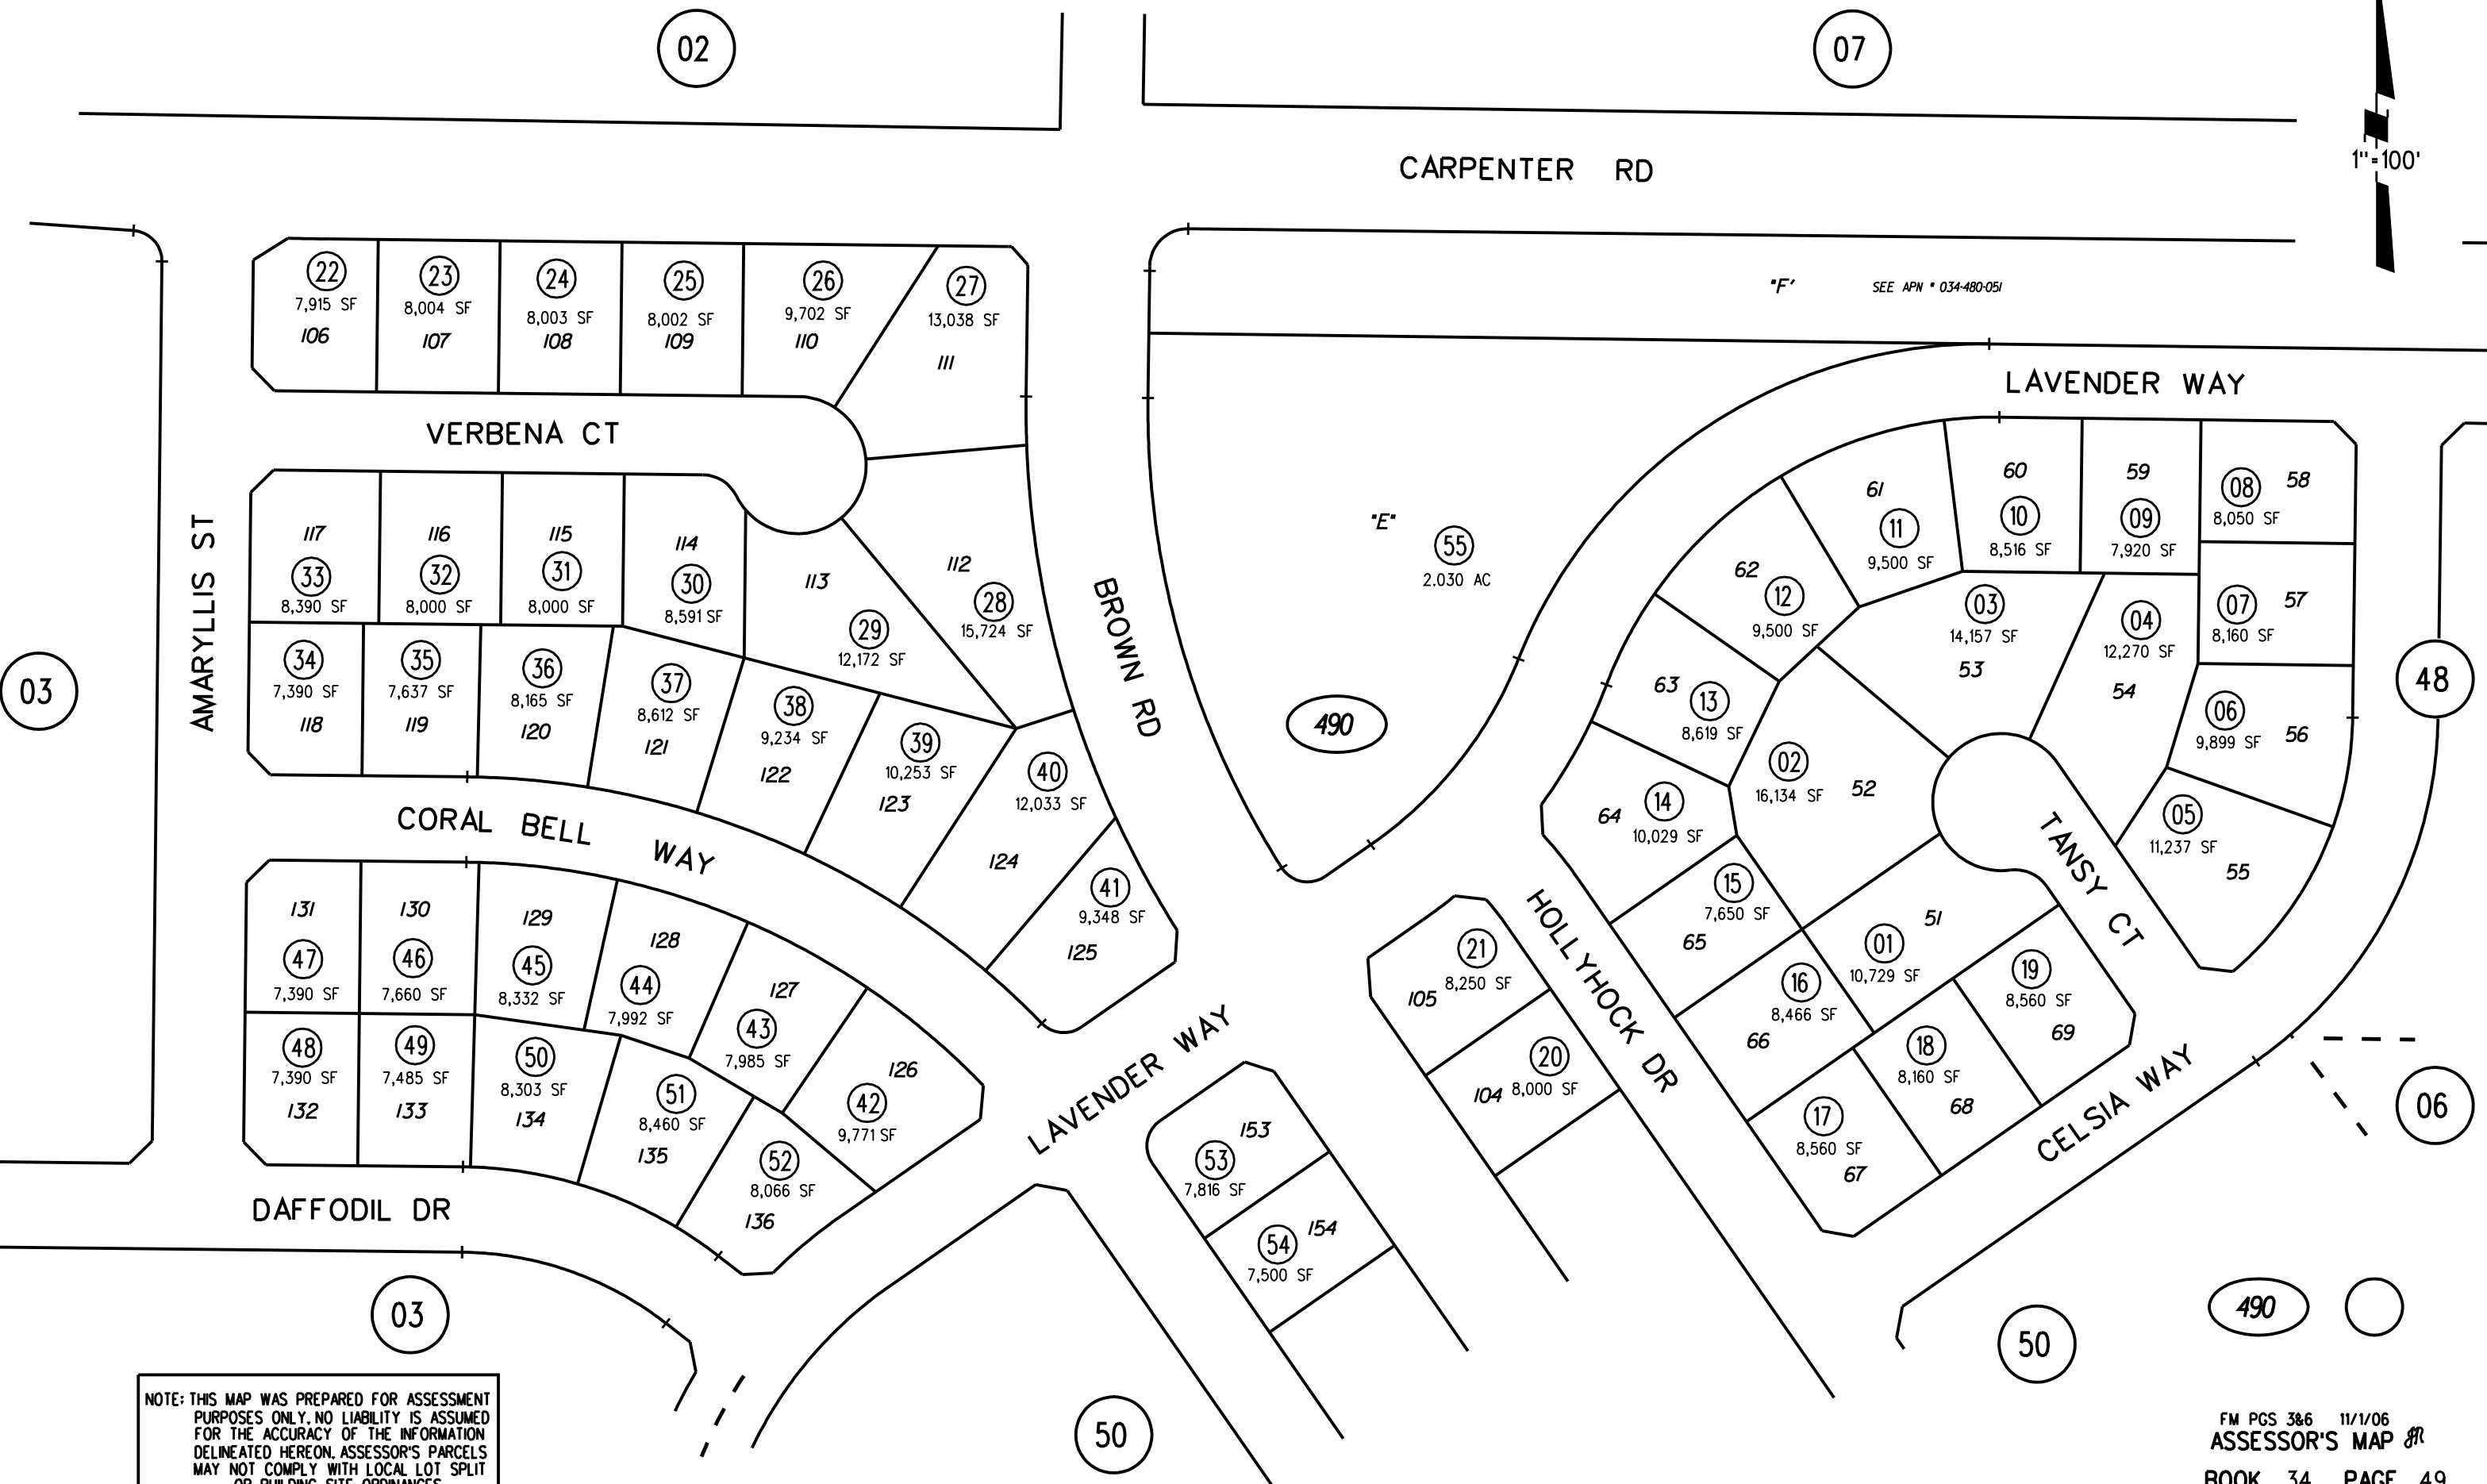 02
07
CARPENTER RD
1"=100'
"F"
SEE APN # 034-480-051
22
7,915 SF
106
23
8,004 SF
107
24
8,003 SF
108
25
8,002 SF
109
26
9,702 SF
110
27
13,038 SF
111
VERBENA CT
LAVENDER WAY
AMARYLLIS ST
117
33
8,390 SF
116
32
8,000 SF
115
31
8,000 SF
114
30
8,591 SF
113
29
12,172 SF
112
28
15,724 SF
BROWN RD
"E"
55
2.030 AC
490
03
34
7,390 SF
118
35
7,637 SF
119
36
8,165 SF
120
37
8,612 SF
121
38
9,234 SF
122
39
10,253 SF
123
40
12,033 SF
124
41
9,348 SF
125
CORAL BELL WAY
61
11
9,500 SF
60
10
8,516 SF
59
09
7,920 SF
08
58
8,050 SF
62
12
9,500 SF
03
14,157 SF
53
04
12,270 SF
54
07
57
8,160 SF
06
9,899 SF
56
05
11,237 SF
55
48
63
13
8,619 SF
02
16,134 SF
52
64
14
10,029 SF
15
7,650 SF
65
51
01
10,729 SF
16
8,466 SF
66
19
8,560 SF
69
18
8,160 SF
68
17
8,560 SF
67
TANSY CT
HOLLYHOCK DR
CELSIA WAY
21
8,250 SF
105
20
104 8,000 SF
131
47
7,390 SF
130
46
7,660 SF
129
45
8,332 SF
128
44
7,992 SF
127
43
7,985 SF
126
42
9,771 SF
48
7,390 SF
132
49
7,485 SF
133
50
8,303 SF
134
51
8,460 SF
135
52
8,066 SF
136
LAVENDER WAY
153
53
7,816 SF
154
54
7,500 SF
06
DAFFODIL DR
03
50
50
490
NOTE: THIS MAP WAS PREPARED FOR ASSESSMENT
PURPOSES ONLY. NO LIABILITY IS ASSUMED
FOR THE ACCURACY OF THE INFORMATION
DELINEATED HEREON. ASSESSOR'S PARCELS
MAY NOT COMPLY WITH LOCAL LOT SPLIT
OR BUILDING SITE ORDINANCES.
FM PGS 3&6 11/1/06
ASSESSOR'S MAP
BOOK 34 PAGE 49